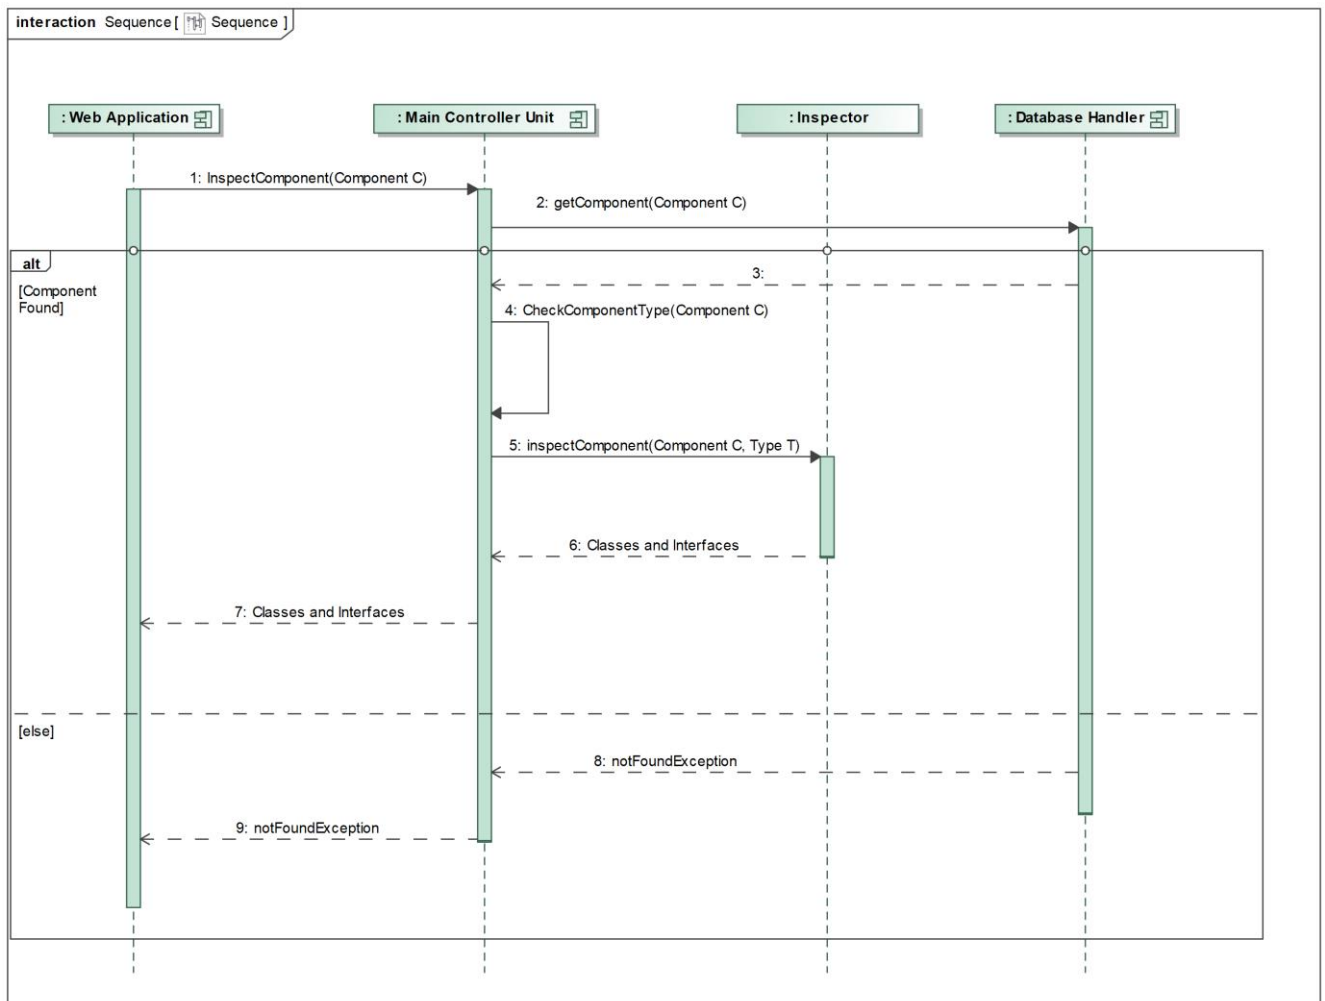 interaction Sequence [ Sequence ]
: Web Application
: Main Controller Unit
: Inspector
: Database Handler
1: InspectComponent(Component C)
2: getComponent(Component C)
alt
[Component
Found]
3:
4: CheckComponentType(Component C)
5: inspectComponent(Component C, Type T)
6: Classes and Interfaces
7: Classes and Interfaces
[else]
8: notFoundException
9: notFoundException